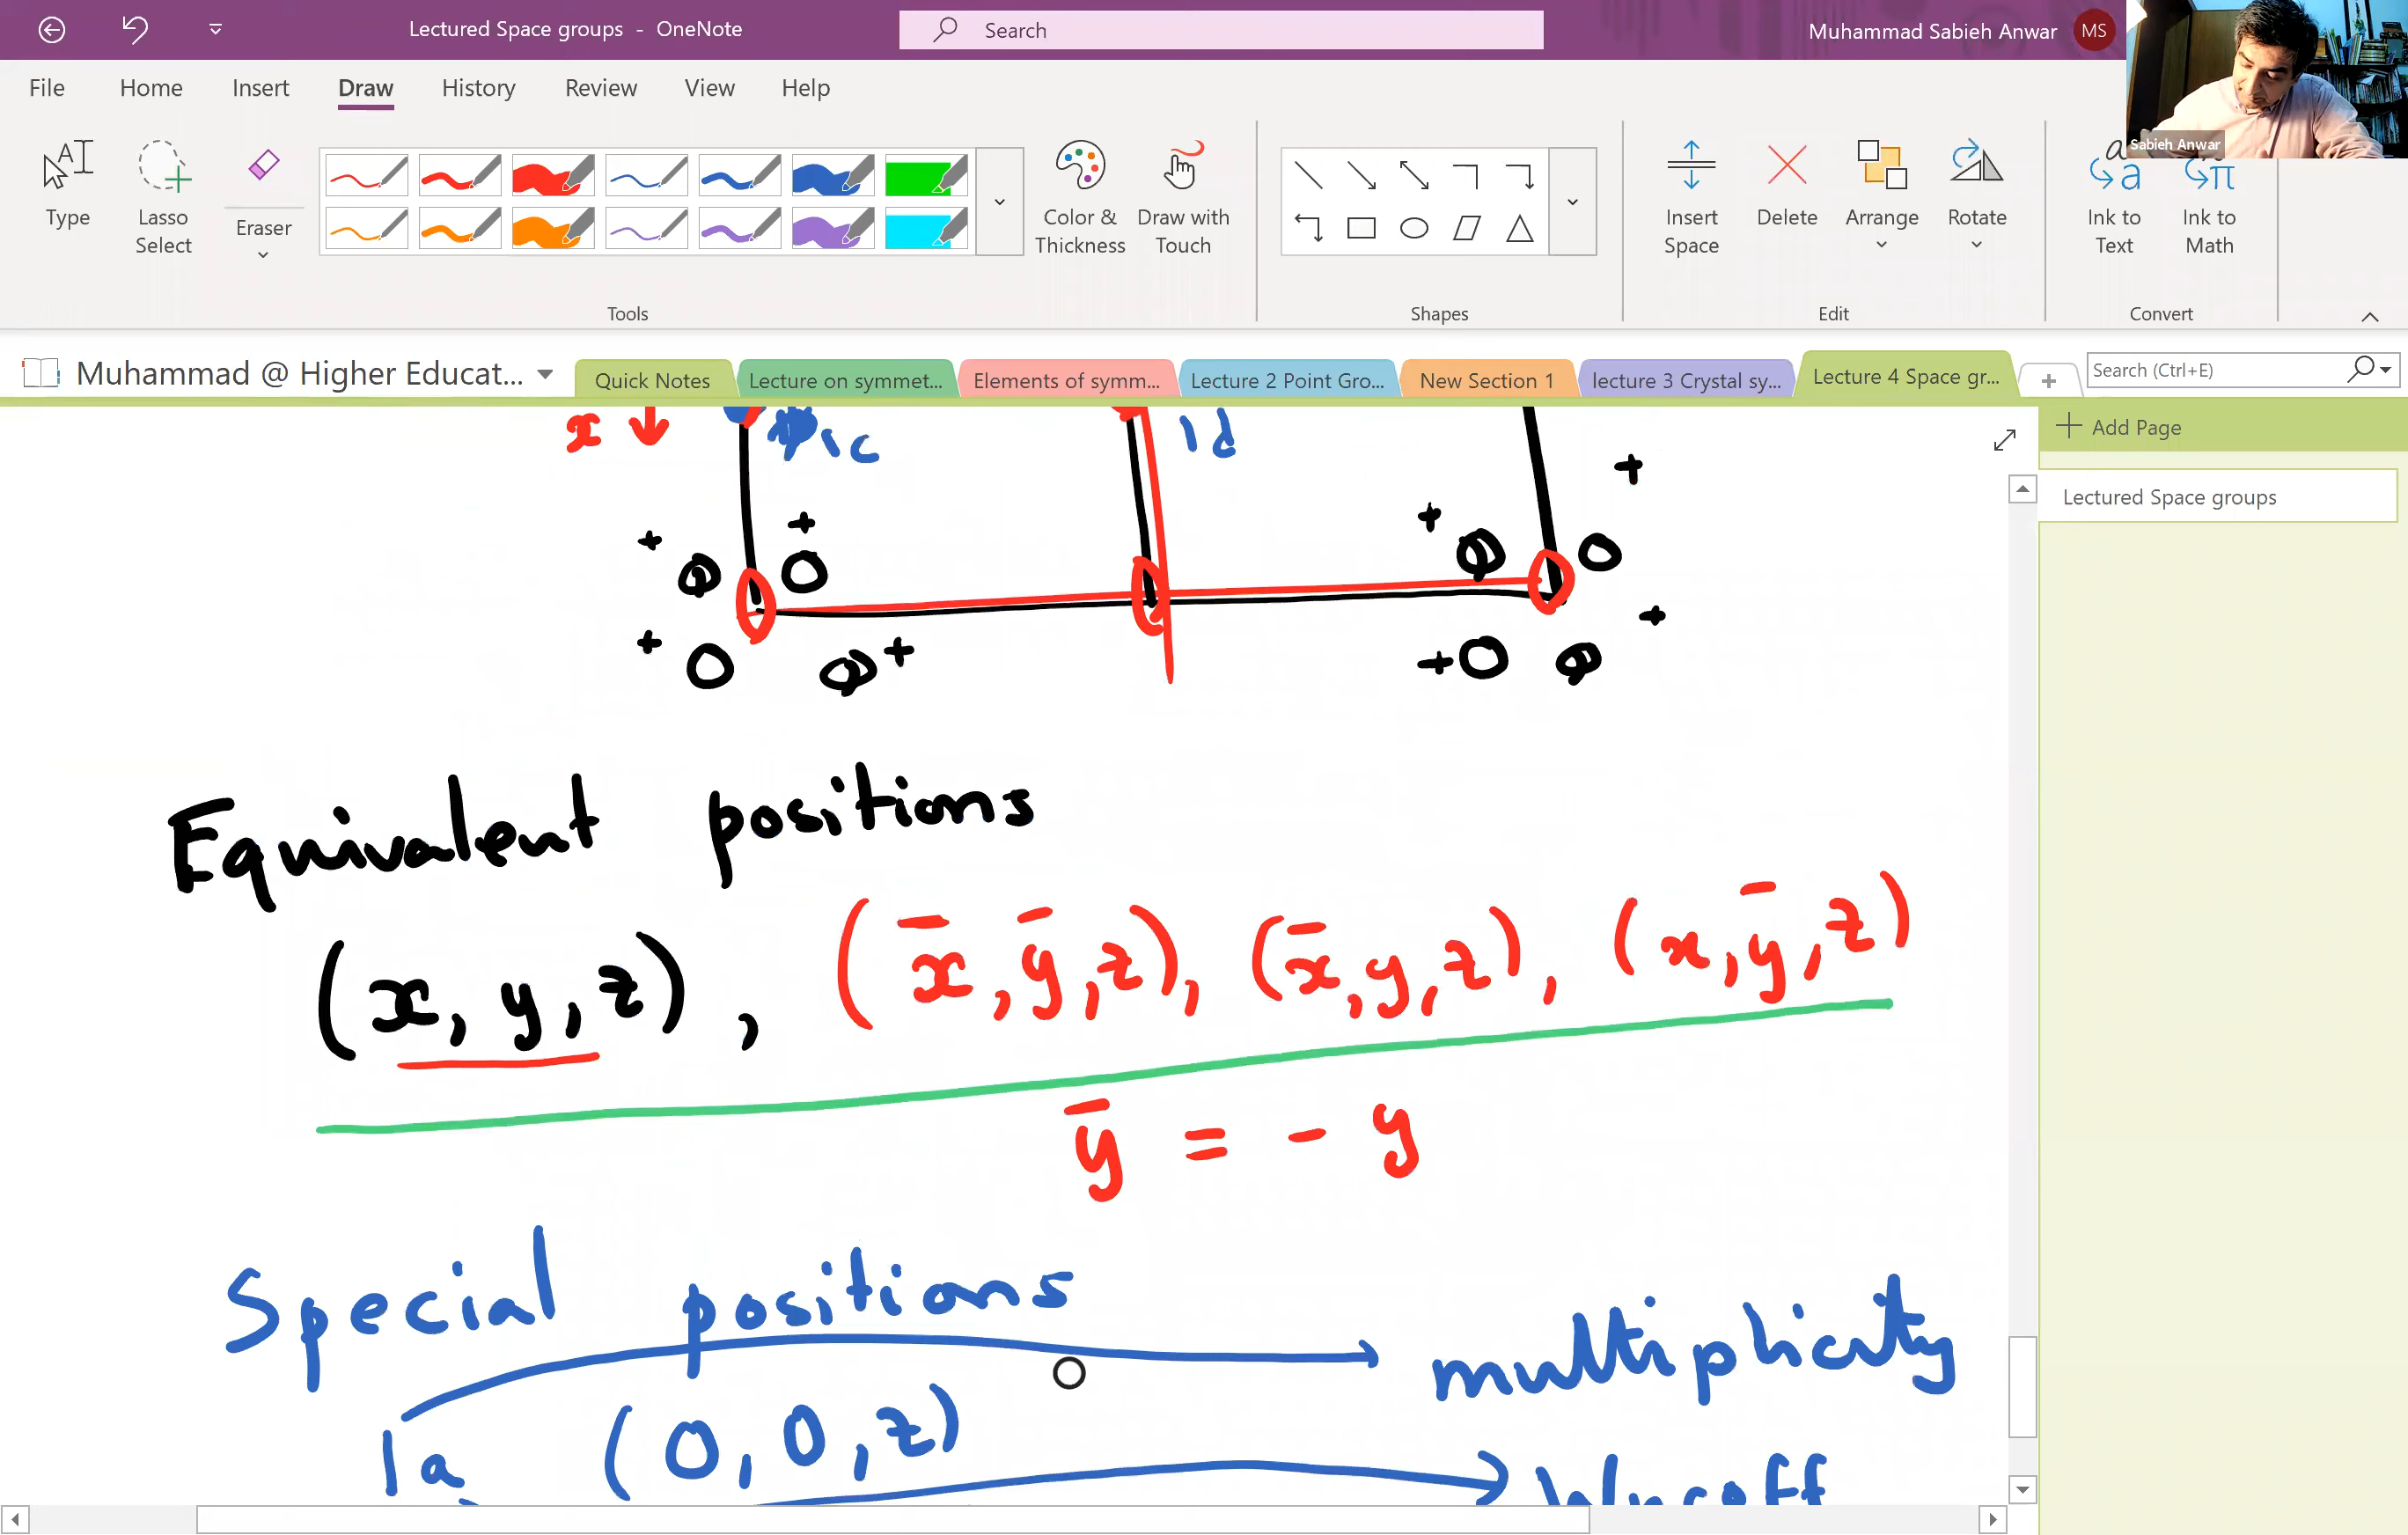 Lectured Space groups - OneNote
Search
Muhammad Sabieh Anwar MS
Sabieh Anwar
File Home Insert Draw History Review View Help
Type
Lasso Select
Eraser
Color & Thickness
Draw with Touch
Insert Space
Delete
Arrange
Rotate
Ink to Text
Ink to Math
Tools
Shapes
Edit
Convert
Muhammad @ Higher Educat...
Quick Notes
Lecture on symmet...
Elements of symm...
Lecture 2 Point Gro...
New Section 1
lecture 3 Crystal sy...
Lecture 4 Space gr...
Search (Ctrl+E)
Add Page
Lectured Space groups
x ↓ 1c 1d
+
+ + +
+ + +
+
Equivalent positions
(x, y, z), (x̄, ȳ, z), (x̄, y, z), (x, ȳ, z)
ȳ = - y
Special positions
multiplicity
1a (0, 0, z)
Wycoff